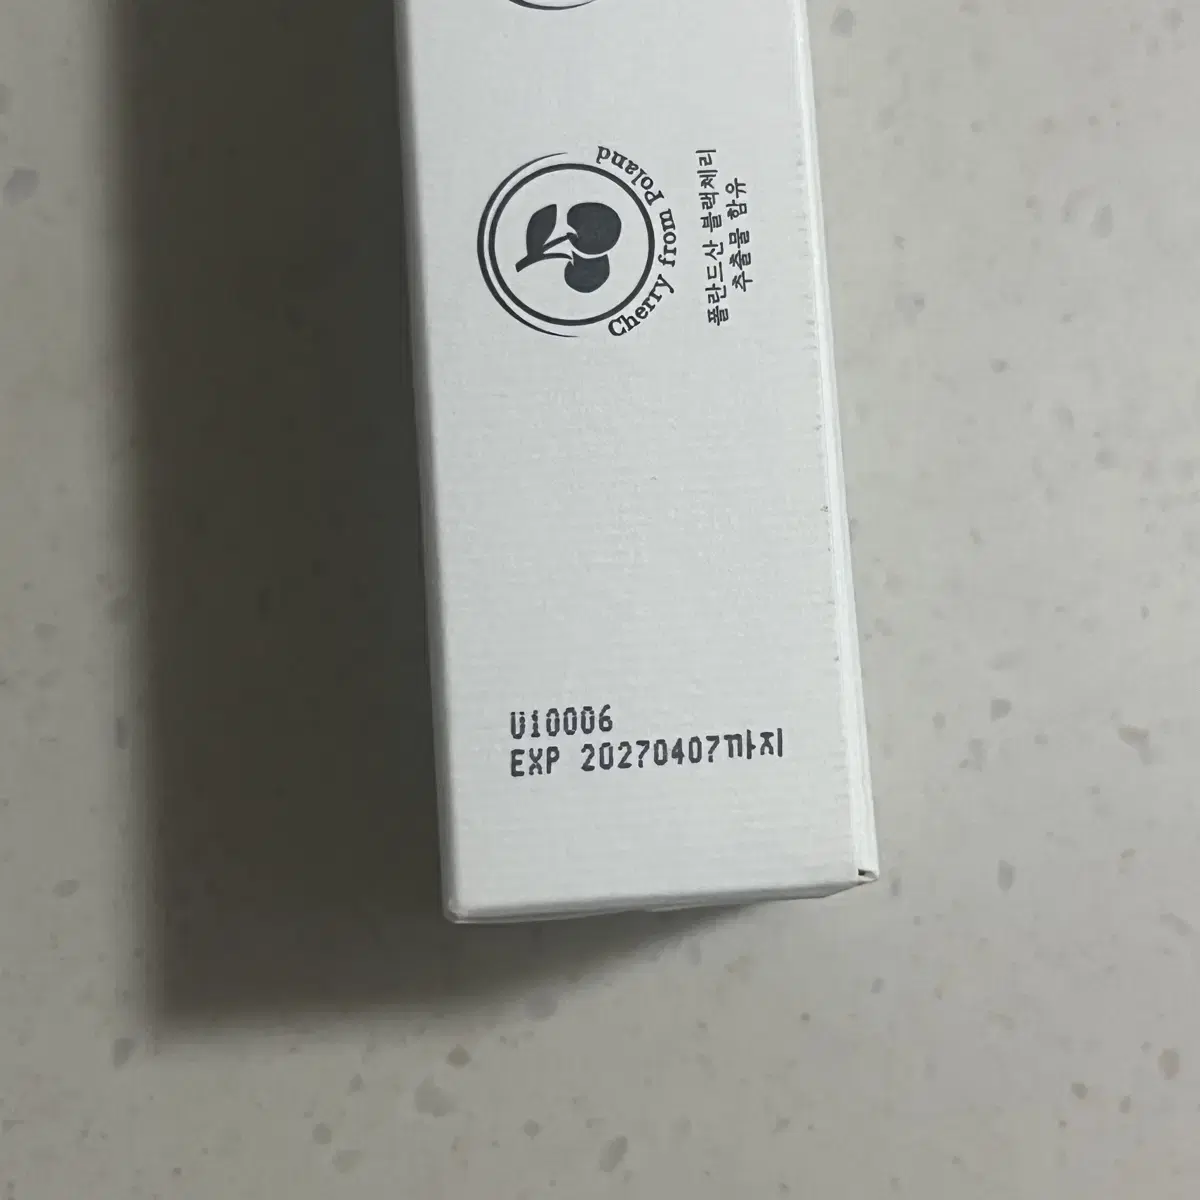 Cherry from Poland
폴란드산 블랙체리
추출물 함유
U10006
EXP 20270407까지